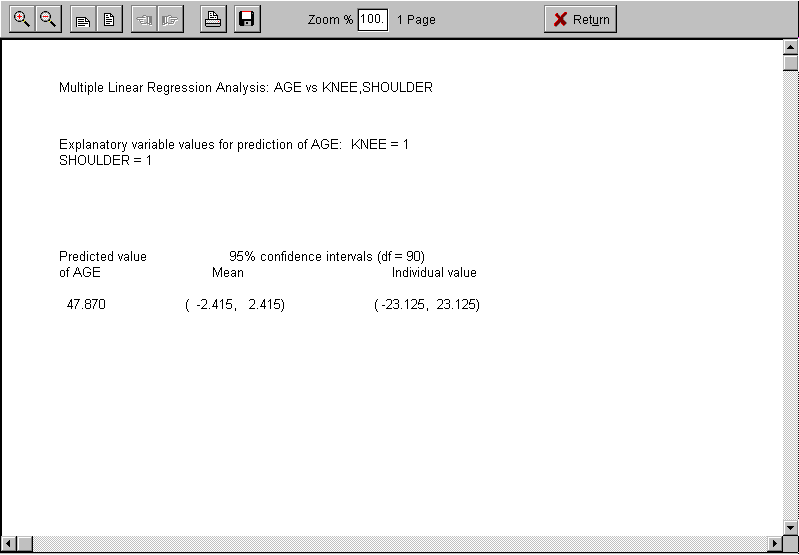 Zoom % 100. 1 Page Return
Multiple Linear Regression Analysis: AGE vs KNEE,SHOULDER
Explanatory variable values for prediction of AGE: KNEE = 1
SHOULDER = 1
Predicted value 95% confidence intervals (df = 90)
of AGE Mean Individual value
47.870 ( -2.415, 2.415) ( -23.125, 23.125)